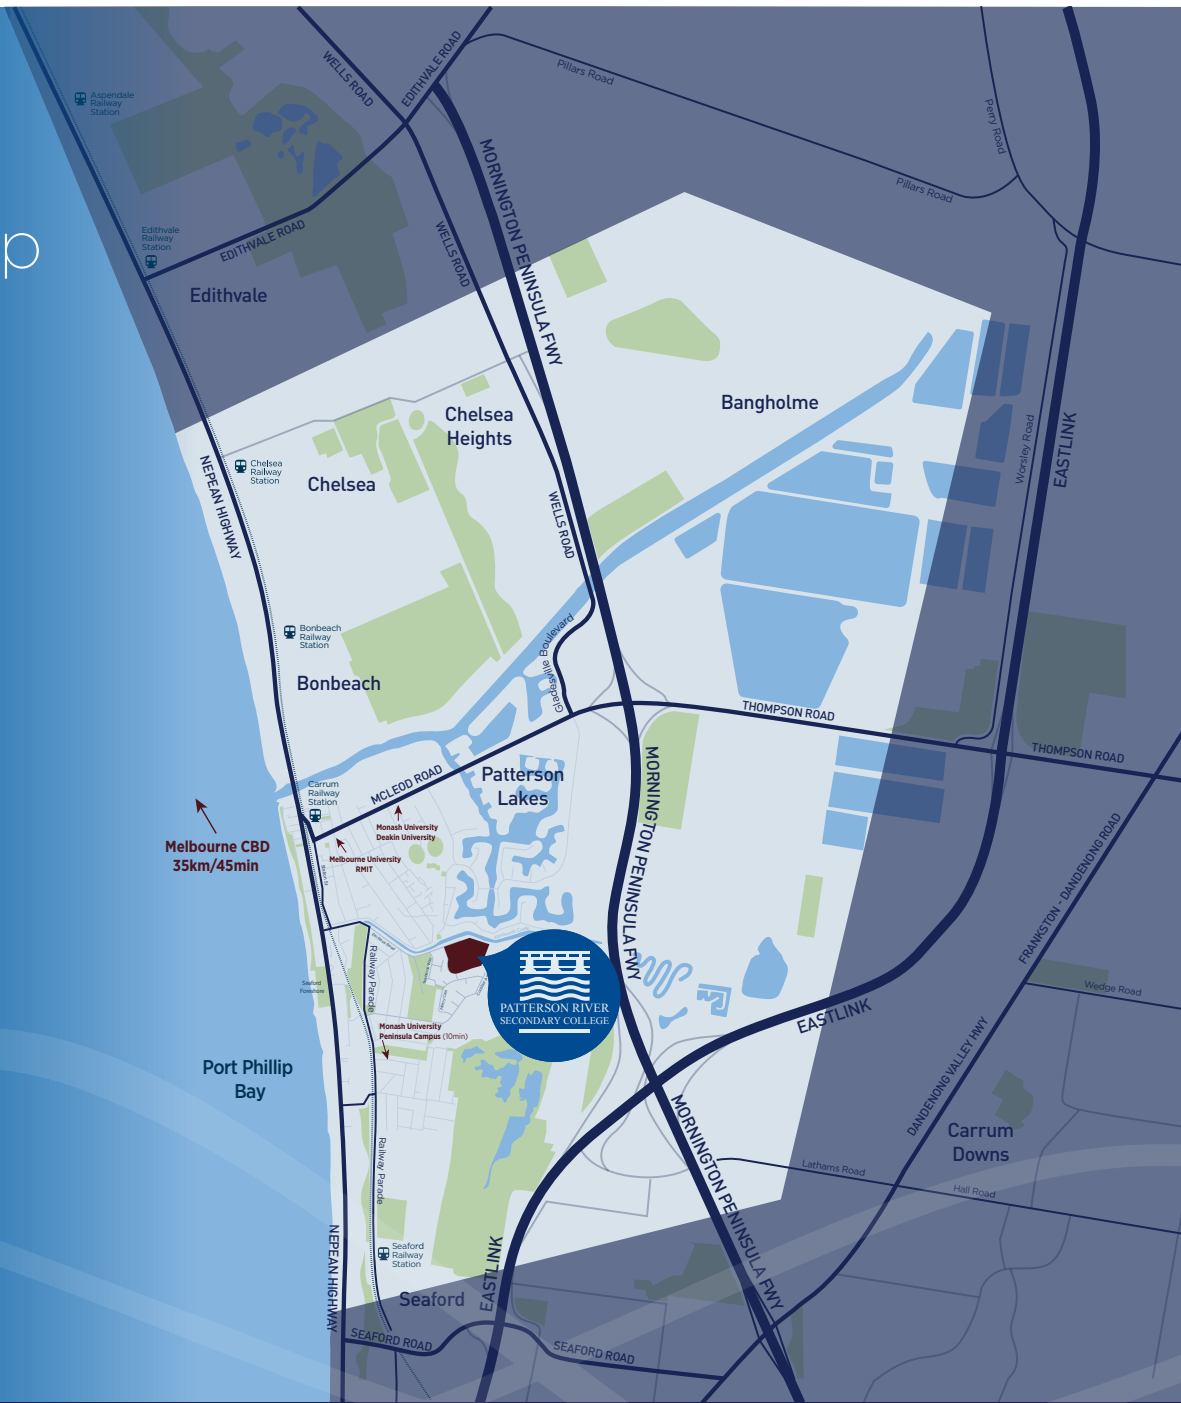 p
Aspendale
Railway
Station
WELLS ROAD
EDITHVALE ROAD
Pillars Road
Perry Road
Pillars Road
MORNINGTON PENINSULA FWY
Edithvale
Railway
Station
EDITHVALE ROAD
WELLS ROAD
Edithvale
Chelsea
Heights
Bangholme
Worsley Road
EASTLINK
NEPEAN HIGHWAY
Chelsea
Railway
Station
Chelsea
WELLS ROAD
Bonbeach
Railway
Station
Gladesville Boulevard
Bonbeach
THOMPSON ROAD
THOMPSON ROAD
MCLEOD ROAD
Patterson
Lakes
MORNINGTON PENINSULA FWY
Carrum
Railway
Station
Monash University
Deakin University
Melbourne CBD
35km/45min
Melbourne University
RMIT
Station St
FRANKSTON - DANDENONG ROAD
Railway Parade
Seaford
Foreshore
PATTERSON RIVER
SECONDARY COLLEGE
Wedge Road
EASTLINK
Monash University
Peninsula Campus (10min)
DANDENONG VALLEY HWY
Port Phillip
Bay
MORNINGTON PENINSULA FWY
Carrum
Downs
Railway Parade
Lathams Road
Hall Road
NEPEAN HIGHWAY
Seaford
Railway
Station
EASTLINK
Seaford
SEAFORD ROAD
SEAFORD ROAD